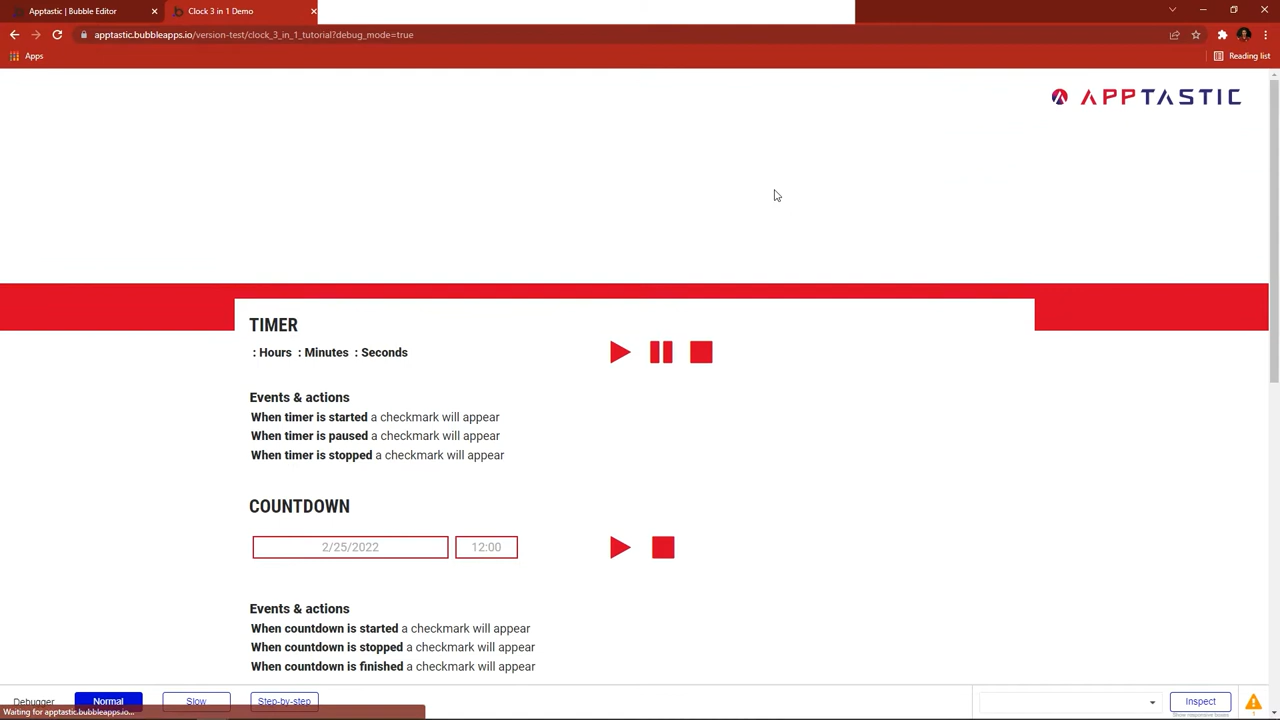 Apptastic | Bubble Editor
Clock 3 in 1 Demo
apptastic.bubbleapps.io/version-test/clock_3_in_1_tutorial?debug_mode=true
Apps
Reading list
APPTASTIC
TIMER
: Hours : Minutes : Seconds
Events & actions
When timer is started a checkmark will appear
When timer is paused a checkmark will appear
When timer is stopped a checkmark will appear
COUNTDOWN
2/25/2022
12:00
Events & actions
When countdown is started a checkmark will appear
When countdown is stopped a checkmark will appear
When countdown is finished a checkmark will appear
Debugger
Normal
Slow
Step-by-step
Inspect
Show responsive boxes
1
Waiting for apptastic.bubbleapps.io...